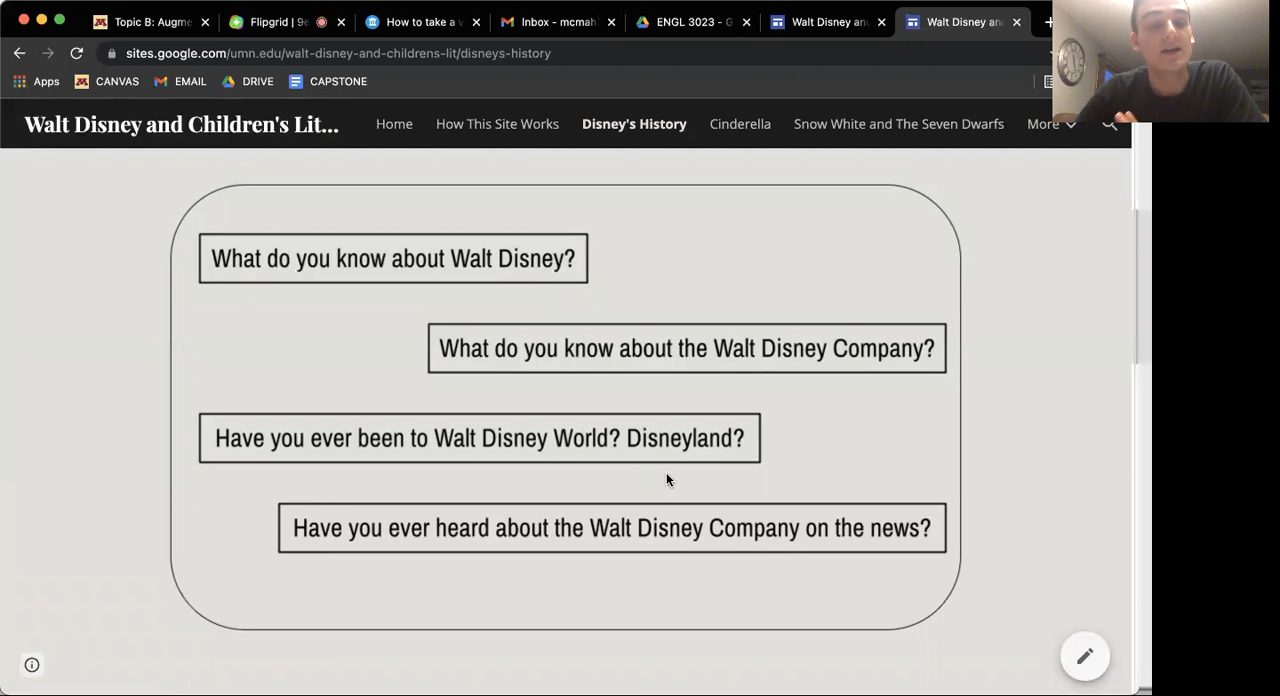 Topic B: Augme
Flipgrid | 9e
How to take a
Inbox - mcmah
ENGL 3023 - G
Walt Disney and
Walt Disney and
sites.google.com/umn.edu/walt-disney-and-childrens-lit/disneys-history
Apps CANVAS EMAIL DRIVE CAPSTONE
Walt Disney and Children's Lit... Home How This Site Works Disney's History Cinderella Snow White and The Seven Dwarfs More
What do you know about Walt Disney?
What do you know about the Walt Disney Company?
Have you ever been to Walt Disney World? Disneyland?
Have you ever heard about the Walt Disney Company on the news?